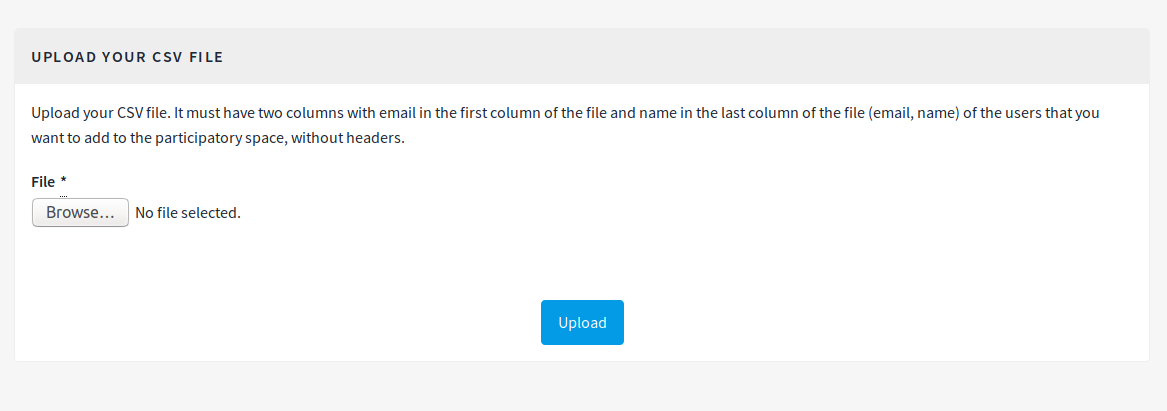 UPLOAD YOUR CSV FILE
Upload your CSV file. It must have two columns with email in the first column of the file and name in the last column of the file (email, name) of the users that you
want to add to the participatory space, without headers.
File *
Browse... No file selected.
Upload